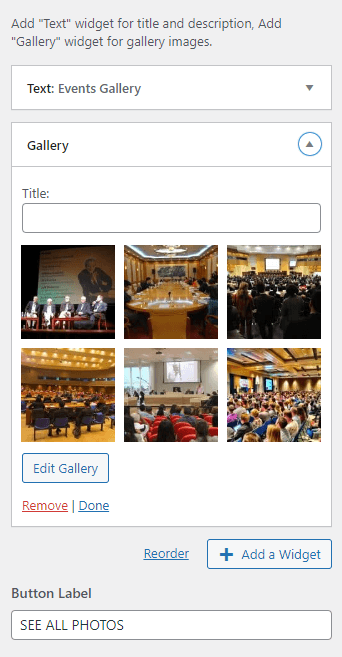 Add "Text" widget for title and description, Add
"Gallery" widget for gallery images.
Text: Events Gallery
Gallery
Title:
Edit Gallery
Remove | Done
Reorder
Add a Widget
Button Label
SEE ALL PHOTOS